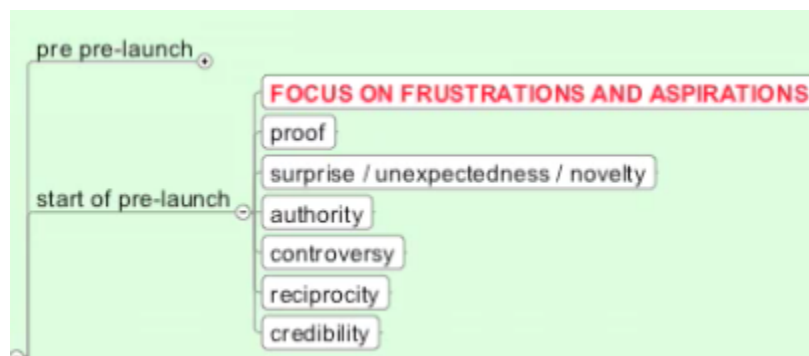 pre pre-launch
FOCUS ON FRUSTRATIONS AND ASPIRATIONS
proof
surprise / unexpectedness / novelty
start of pre-launch
authority
controversy
reciprocity
credibility